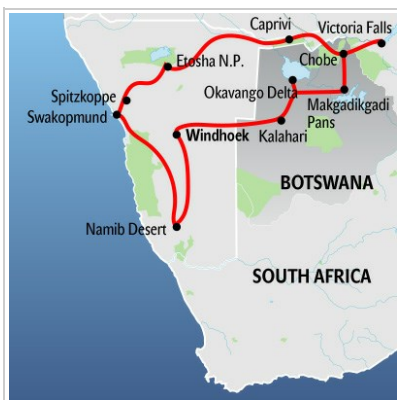 Caprivi
Victoria Falls
Etosha N.P.
Chobe
Okavango Delta
Spitzkoppe
Makgadikgadi
Pans
Swakopmund
Windhoek
Kalahari
BOTSWANA
Namib Desert
SOUTH AFRICA